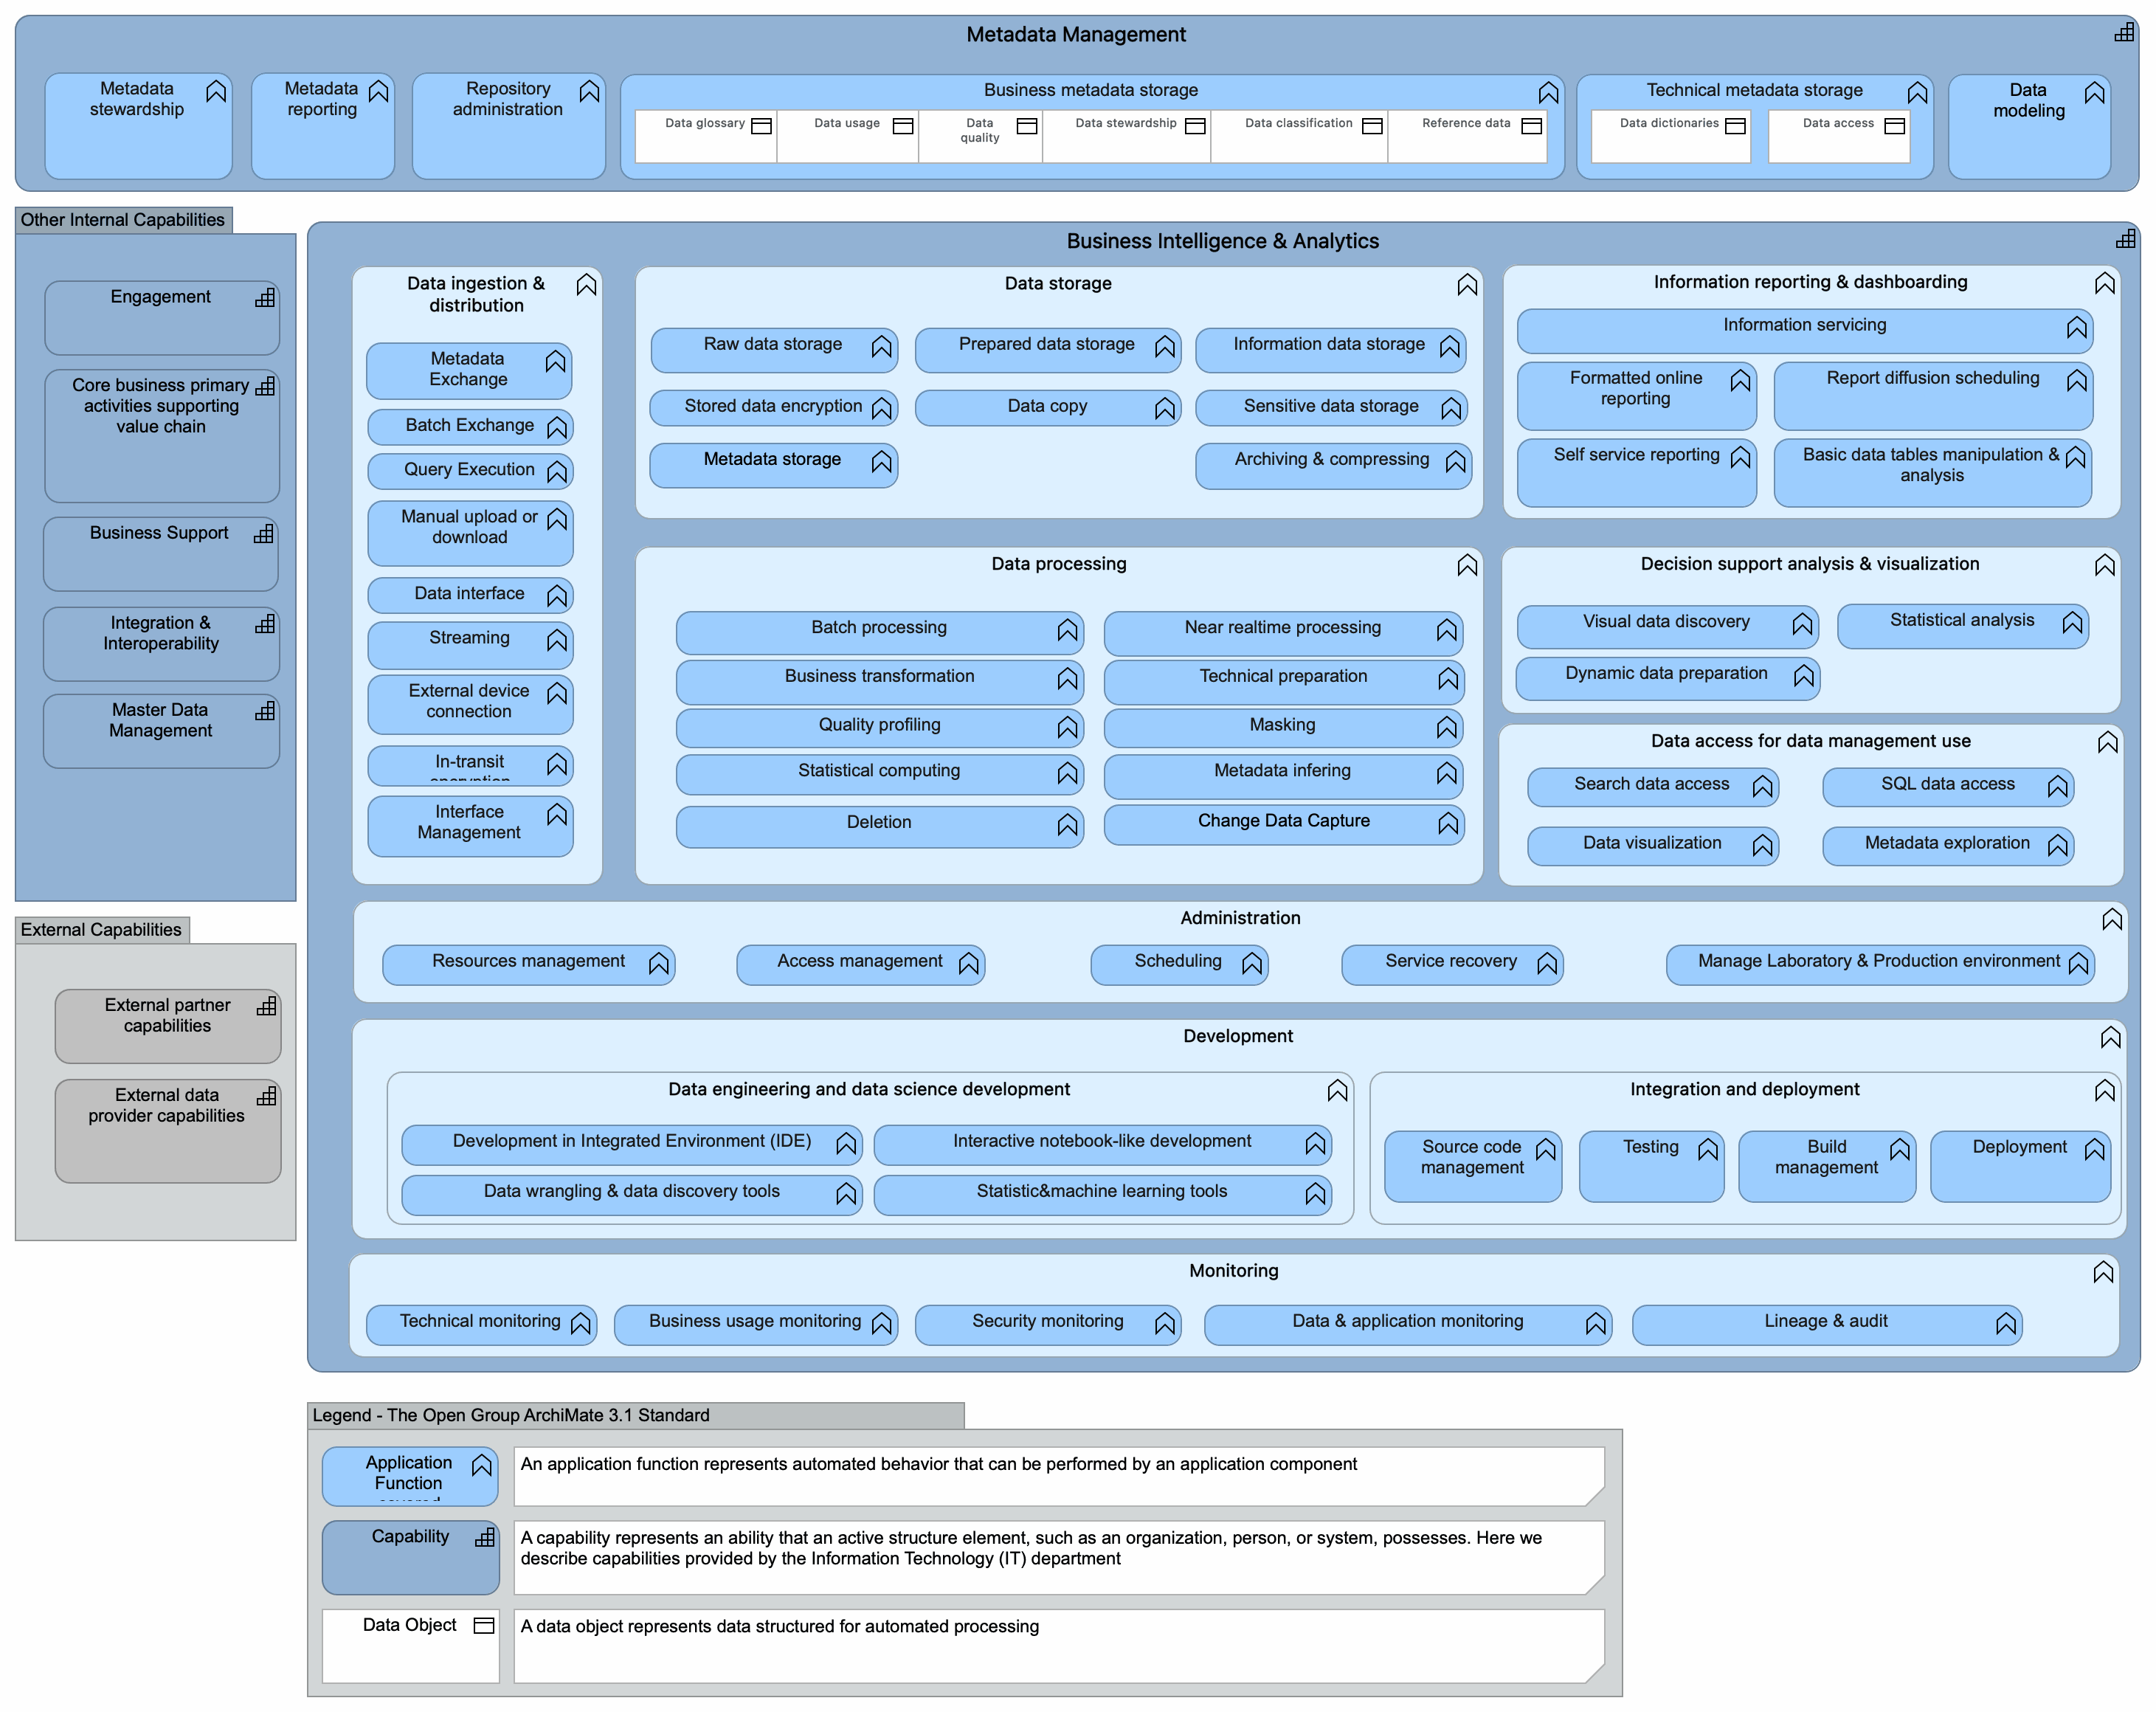 Metadata Management
Metadata
stewardship
Metadata
reporting
Repository
administration
Business metadata storage
Data glossary
Data usage
Data
quality
Data stewardship
Data classification
Reference data
Technical metadata storage
Data dictionaries
Data access
Data
modeling
Other Internal Capabilities
Engagement
Core business primary
activities supporting
value chain
Business Support
Integration &
Interoperability
Master Data
Management
External Capabilities
External partner
capabilities
External data
provider capabilities
Business Intelligence & Analytics
Data ingestion &
distribution
Metadata
Exchange
Batch Exchange
Query Execution
Manual upload or
download
Data interface
Streaming
External device
connection
In-transit
Interface
Management
Data storage
Raw data storage
Prepared data storage
Information data storage
Stored data encryption
Data copy
Sensitive data storage
Metadata storage
Archiving & compressing
Information reporting & dashboarding
Information servicing
Formatted online
reporting
Report diffusion scheduling
Self service reporting
Basic data tables manipulation &
analysis
Data processing
Batch processing
Near realtime processing
Business transformation
Technical preparation
Quality profiling
Masking
Statistical computing
Metadata infering
Deletion
Change Data Capture
Decision support analysis & visualization
Visual data discovery
Statistical analysis
Dynamic data preparation
Data access for data management use
Search data access
SQL data access
Data visualization
Metadata exploration
Administration
Resources management
Access management
Scheduling
Service recovery
Manage Laboratory & Production environment
Development
Data engineering and data science development
Development in Integrated Environment (IDE)
Interactive notebook-like development
Data wrangling & data discovery tools
Statistic&machine learning tools
Integration and deployment
Source code
management
Testing
Build
management
Deployment
Monitoring
Technical monitoring
Business usage monitoring
Security monitoring
Data & application monitoring
Lineage & audit
Legend - The Open Group ArchiMate 3.1 Standard
Application
Function
An application function represents automated behavior that can be performed by an application component
Capability
A capability represents an ability that an active structure element, such as an organization, person, or system, possesses. Here we
describe capabilities provided by the Information Technology (IT) department
Data Object
A data object represents data structured for automated processing